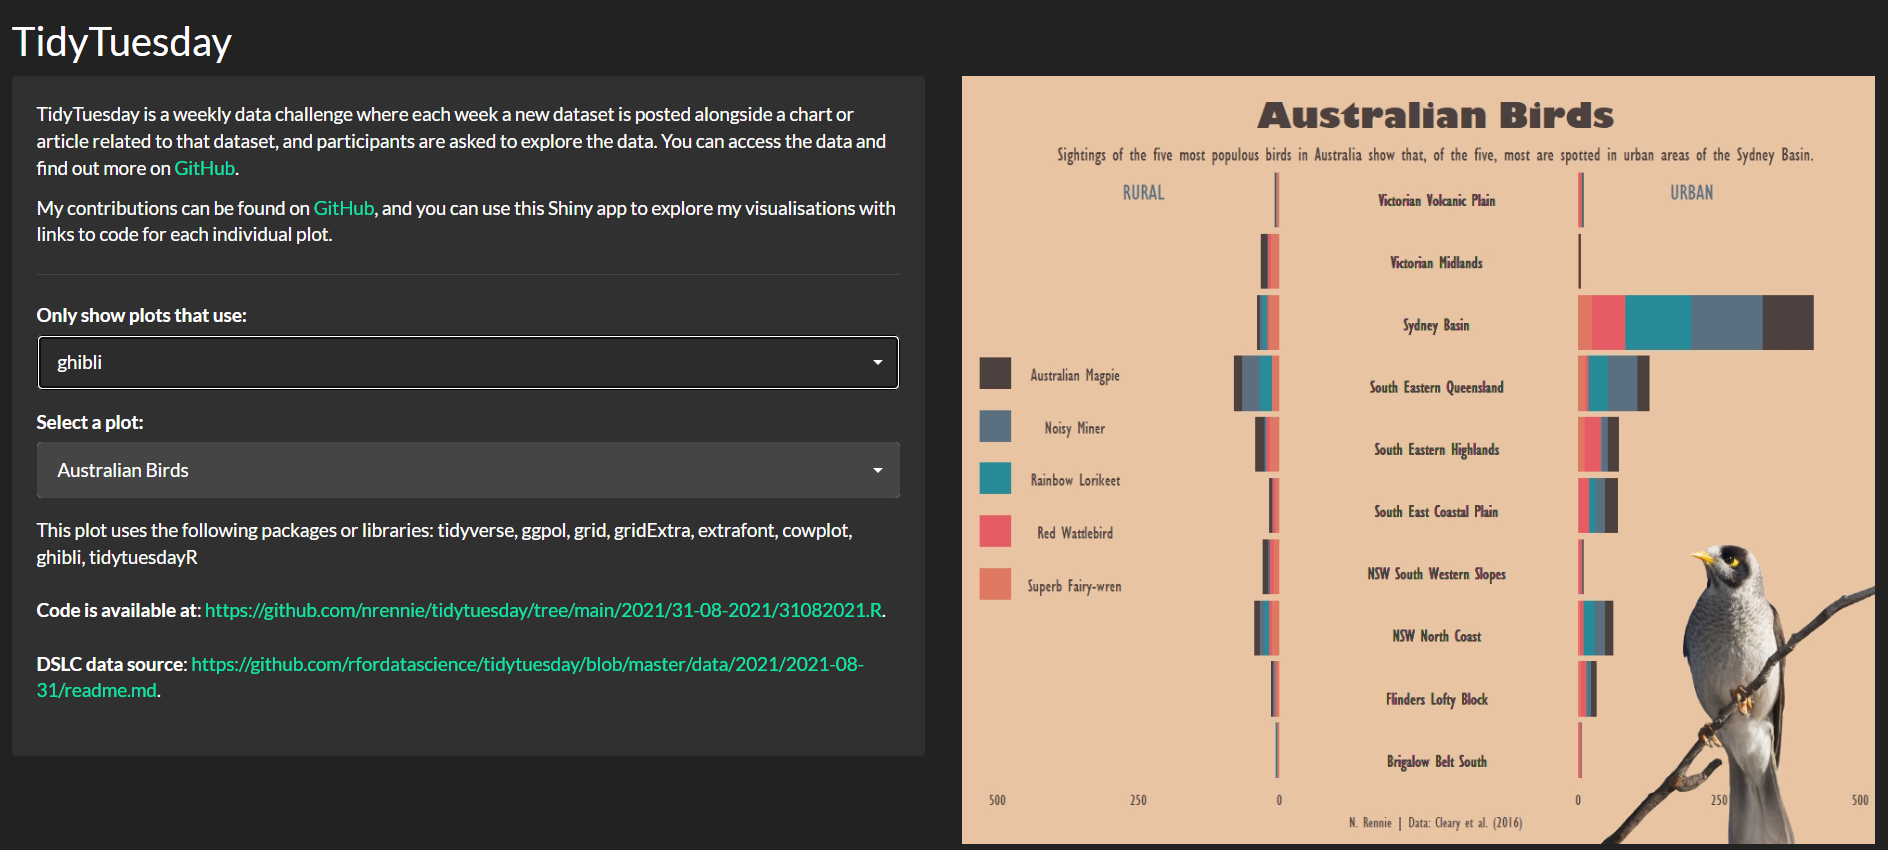 TidyTuesday
TidyTuesday is a weekly data challenge where each week a new dataset is posted alongside a chart or
article related to that dataset, and participants are asked to explore the data. You can access the data and
find out more on GitHub.
My contributions can be found on GitHub, and you can use this Shiny app to explore my visualisations with
links to code for each individual plot.
Only show plots that use:
ghibli
Select a plot:
Australian Birds
This plot uses the following packages or libraries: tidyverse, ggpol, grid, gridExtra, extrafont, cowplot,
ghibli, tidytuesdayR
Code is available at: https://github.com/nrennie/tidytuesday/tree/main/2021/31-08-2021/31082021.R.
DSLC data source: https://github.com/rfordatascience/tidytuesday/blob/master/data/2021/2021-08-
31/readme.md.
Australian Birds
Sightings of the five most populous birds in Australia show that, of the five, most are spotted in urban areas of the Sydney Basin.
RURAL
URBAN
Victorian Volcanic Plain
Victorian Midlands
Sydney Basin
South Eastern Queensland
South Eastern Highlands
South East Coastal Plain
NSW South Western Slopes
NSW North Coast
Flinders Lofty Block
Brigalow Belt South
Australian Magpie
Noisy Miner
Rainbow Lorikeet
Red Wattlebird
Superb Fairy-wren
500 250 0 0 250 500
N. Rennie | Data: Cleary et al. (2016)